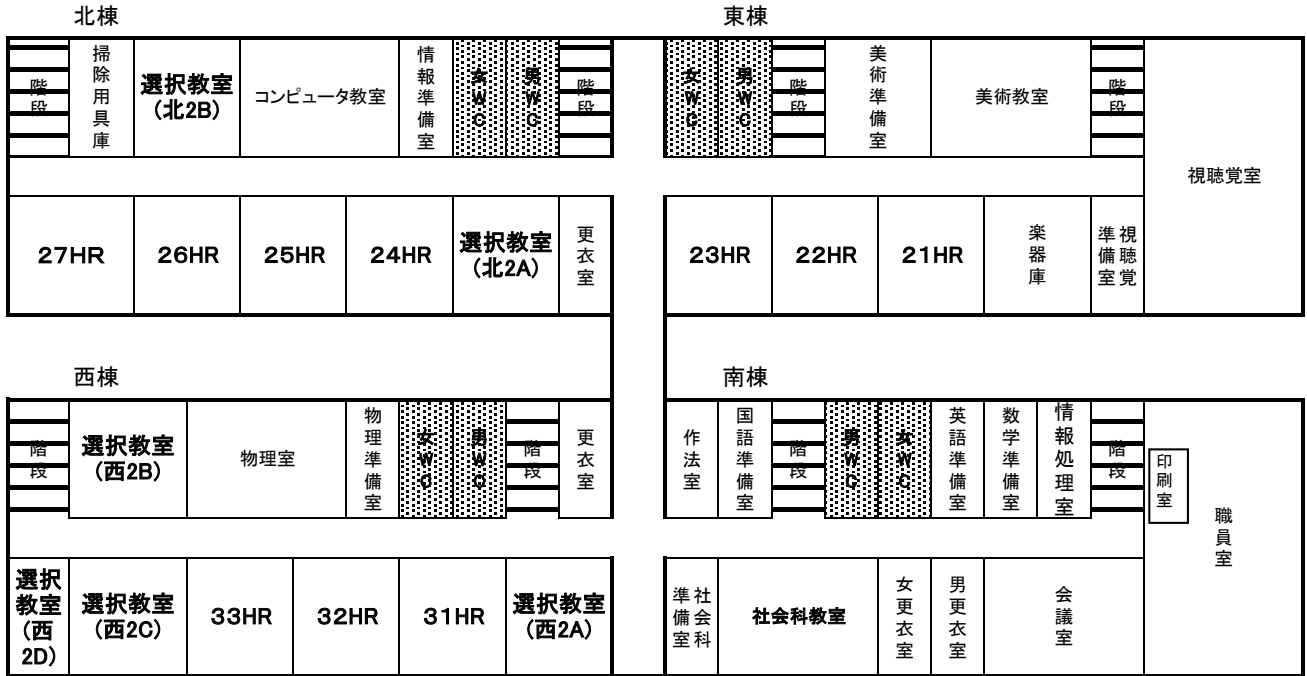 北棟
東棟
階段
掃除用具庫
選択教室
(北2B)
コンピュータ教室
情報準備室
女WC
男WC
階段
女WC
男WC
階段
美術準備室
美術教室
階段
視聴覚室
27HR
26HR
25HR
24HR
選択教室
(北2A)
更衣室
23HR
22HR
21HR
楽器庫
視聴覚
準備室
西棟
南棟
階段
選択教室
(西2B)
物理室
物理準備室
女WC
男WC
階段
更衣室
作法室
国語準備室
階段
男WC
女WC
英語準備室
数学準備室
情報処理室
階段
印刷室
職員室
選択
教室
(西
2D)
選択教室
(西2C)
33HR
32HR
31HR
選択教室
(西2A)
社会科
準備室
社会科教室
女更衣室
男更衣室
会議室